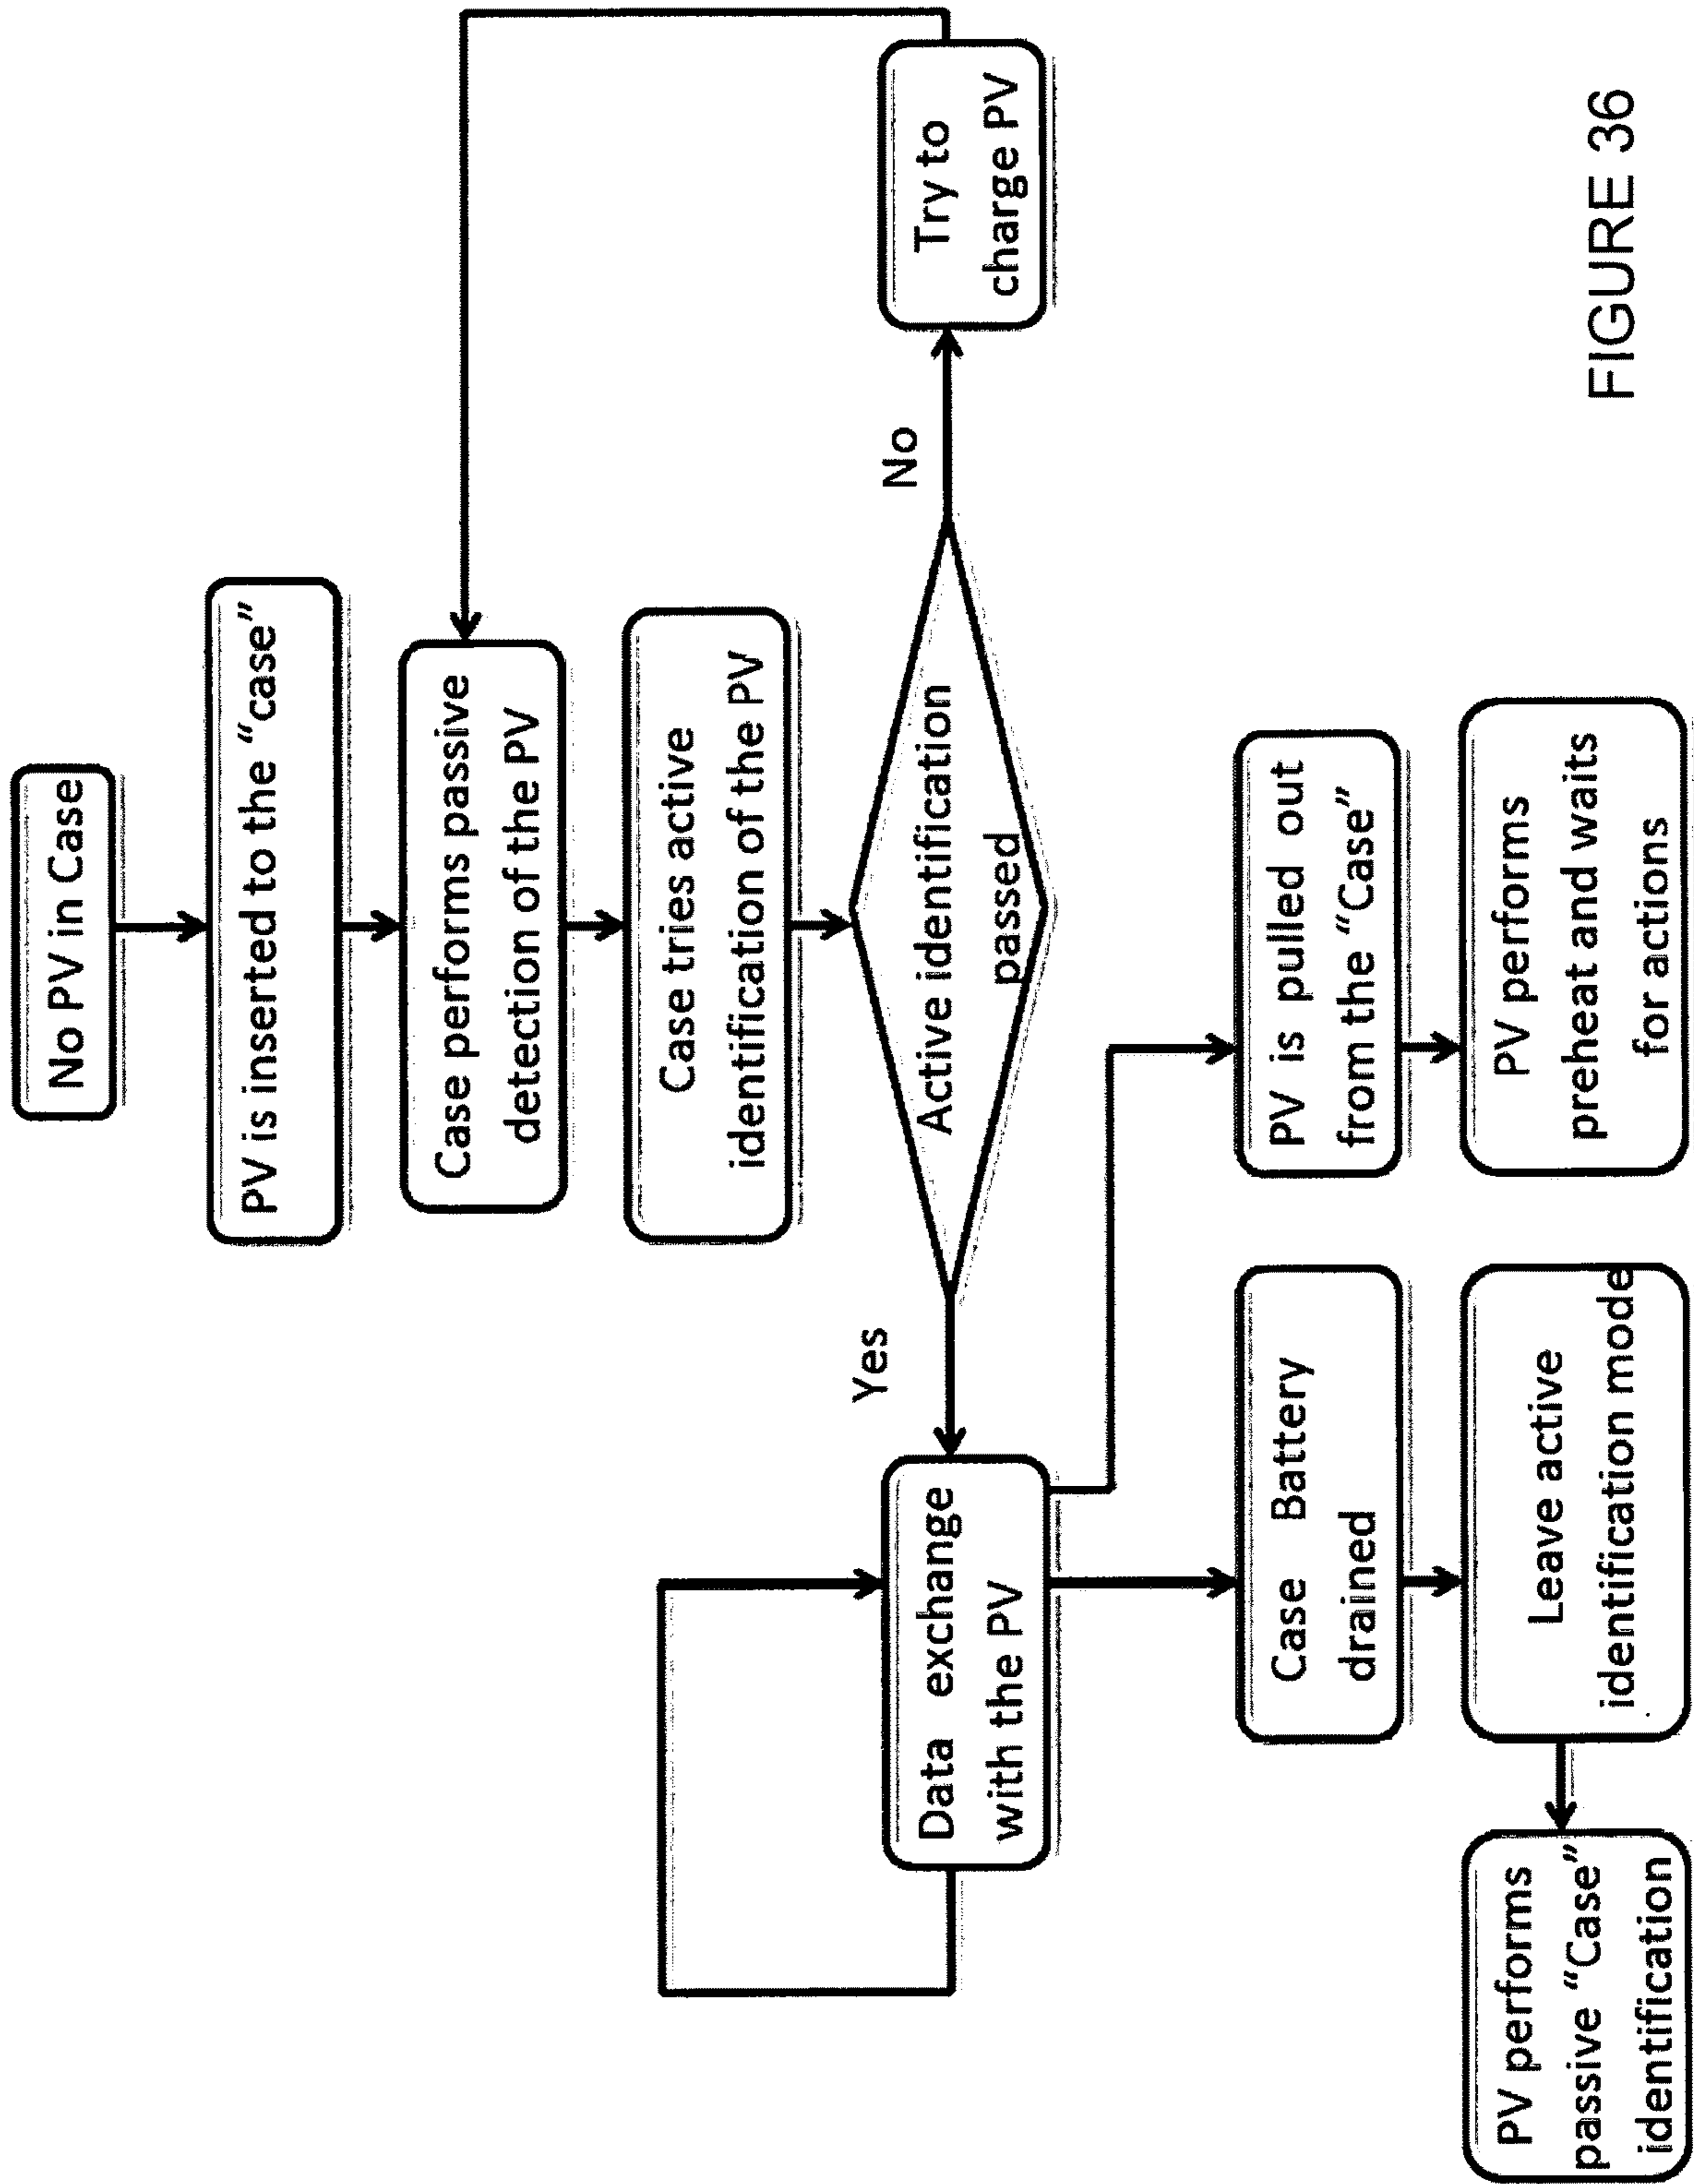 No PV in Case
PV is inserted to the “case”
Case performs passive
detection of the PV
Case tries active
identification of the PV
Active identification
passed
Yes
No
Try to
charge PV
Data exchange
with the PV
Case Battery
drained
PV is pulled out
from the “Case”
Leave active
identification mode
PV performs
preheat and waits
for actions
PV performs
passive “Case”
identification
FIGURE 36